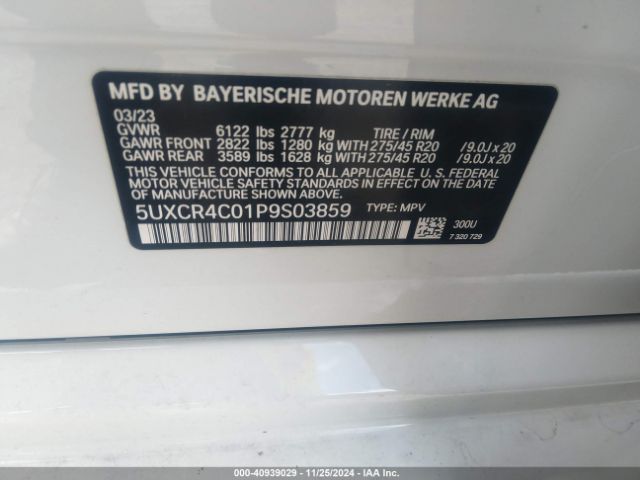 MFD BY BAYERISCHE MOTOREN WERKE AG
03/23
GVWR 6122 lbs 2777 kg TIRE / RIM
GAWR FRONT 2822 lbs 1280 kg WITH 275/45 R20 / 9.0J x 20
GAWR REAR 3589 lbs 1628 kg WITH 275/45 R20 / 9.0J x 20
THIS VEHICLE CONFORMS TO ALL APPLICABLE U. S. FEDERAL
MOTOR VEHICLE SAFETY STANDARDS IN EFFECT ON THE DATE
OF MANUFACTURE SHOWN ABOVE.
5UXCR4C01P9S03859 TYPE: MPV
300U
7 320 729
000-40939029 - 11/25/2024 - IAA Inc.